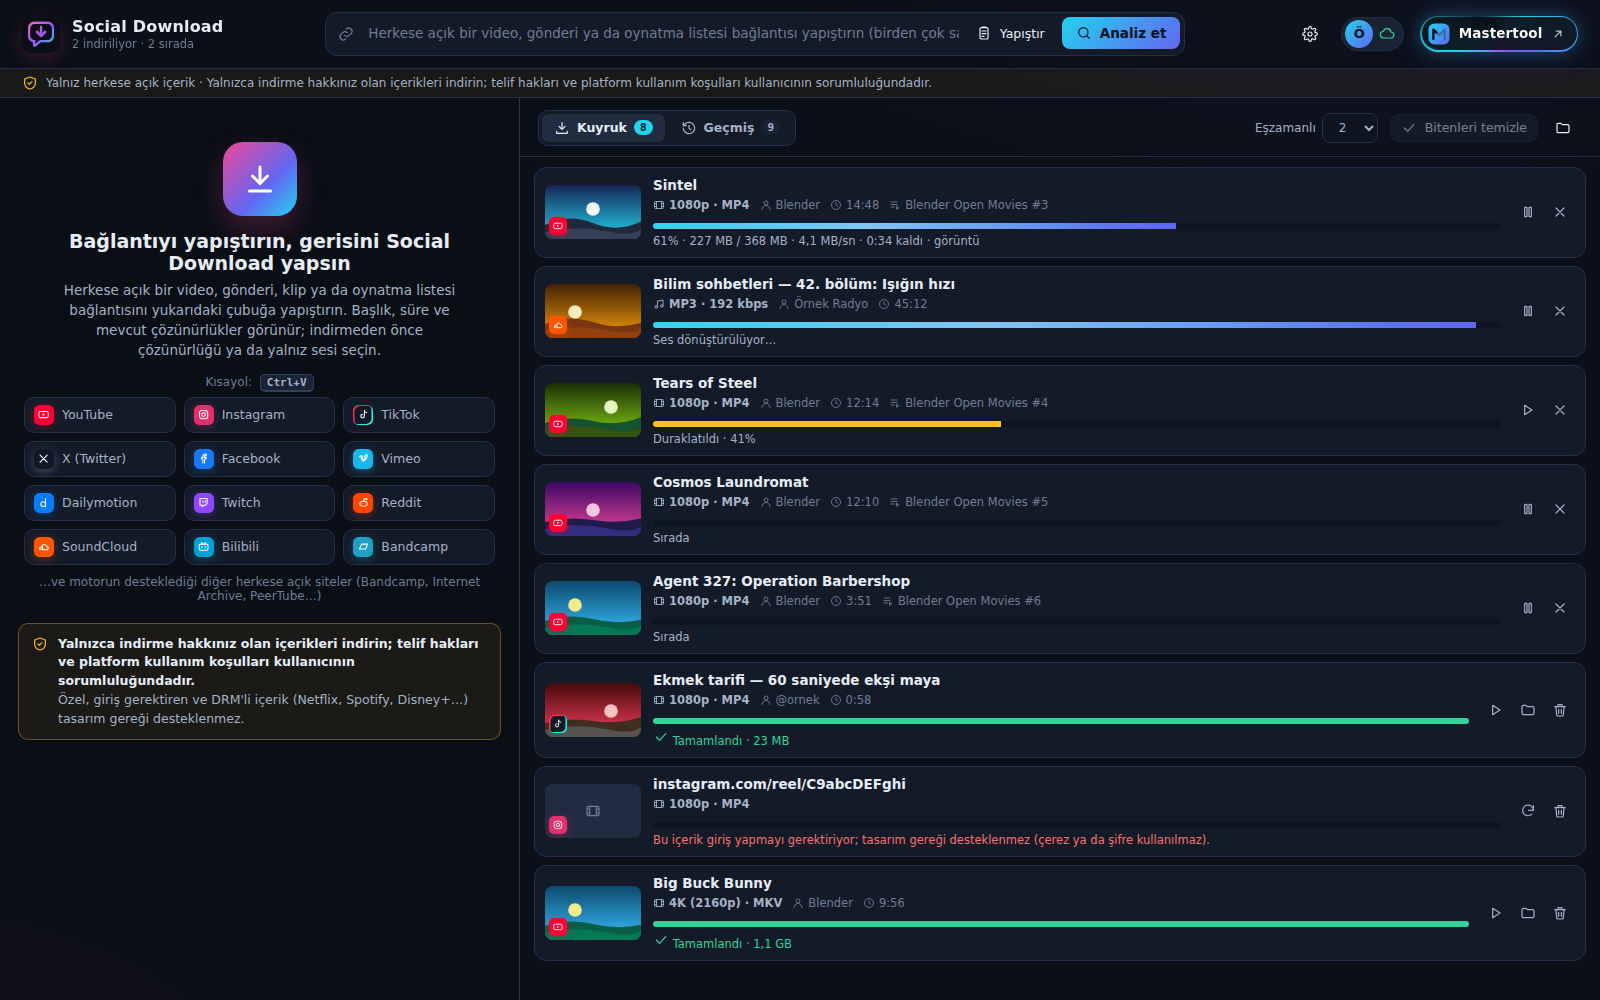 Social Download
2 indiriliyor · 2 sırada
Herkese açık bir video, gönderi ya da oynatma listesi bağlantısı yapıştırın (birden çok sa
Yapıştır
Analiz et
Ö
Mastertool
Yalnız herkese açık içerik · Yalnızca indirme hakkınız olan içerikleri indirin; telif hakları ve platform kullanım koşulları kullanıcının sorumluluğundadır.
Bağlantıyı yapıştırın, gerisini Social
Download yapsın
Herkese açık bir video, gönderi, klip ya da oynatma listesi
bağlantısını yukarıdaki çubuğa yapıştırın. Başlık, süre ve
mevcut çözünürlükler görünür; indirmeden önce
çözünürlüğü ya da yalnız sesi seçin.
Kısayol: Ctrl+V
YouTube
Instagram
TikTok
X (Twitter)
Facebook
Vimeo
Dailymotion
Twitch
Reddit
SoundCloud
Bilibili
Bandcamp
…ve motorun desteklediği diğer herkese açık siteler (Bandcamp, Internet
Archive, PeerTube…)
Yalnızca indirme hakkınız olan içerikleri indirin; telif hakları
ve platform kullanım koşulları kullanıcının
sorumluluğundadır.
Özel, giriş gerektiren ve DRM'li içerik (Netflix, Spotify, Disney+…)
tasarım gereği desteklenmez.
Kuyruk 8
Geçmiş 9
Eşzamanlı 2
Bitenleri temizle
Sintel
1080p · MP4 Blender 14:48 Blender Open Movies #3
61% · 227 MB / 368 MB · 4,1 MB/sn · 0:34 kaldı · görüntü
Bilim sohbetleri — 42. bölüm: Işığın hızı
MP3 · 192 kbps Örnek Radyo 45:12
Ses dönüştürülüyor…
Tears of Steel
1080p · MP4 Blender 12:14 Blender Open Movies #4
Duraklatıldı · 41%
Cosmos Laundromat
1080p · MP4 Blender 12:10 Blender Open Movies #5
Sırada
Agent 327: Operation Barbershop
1080p · MP4 Blender 3:51 Blender Open Movies #6
Sırada
Ekmek tarifi — 60 saniyede ekşi maya
1080p · MP4 @ornek 0:58
Tamamlandı · 23 MB
instagram.com/reel/C9abcDEFghi
1080p · MP4
Bu içerik giriş yapmayı gerektiriyor; tasarım gereği desteklenmez (çerez ya da şifre kullanılmaz).
Big Buck Bunny
4K (2160p) · MKV Blender 9:56
Tamamlandı · 1,1 GB